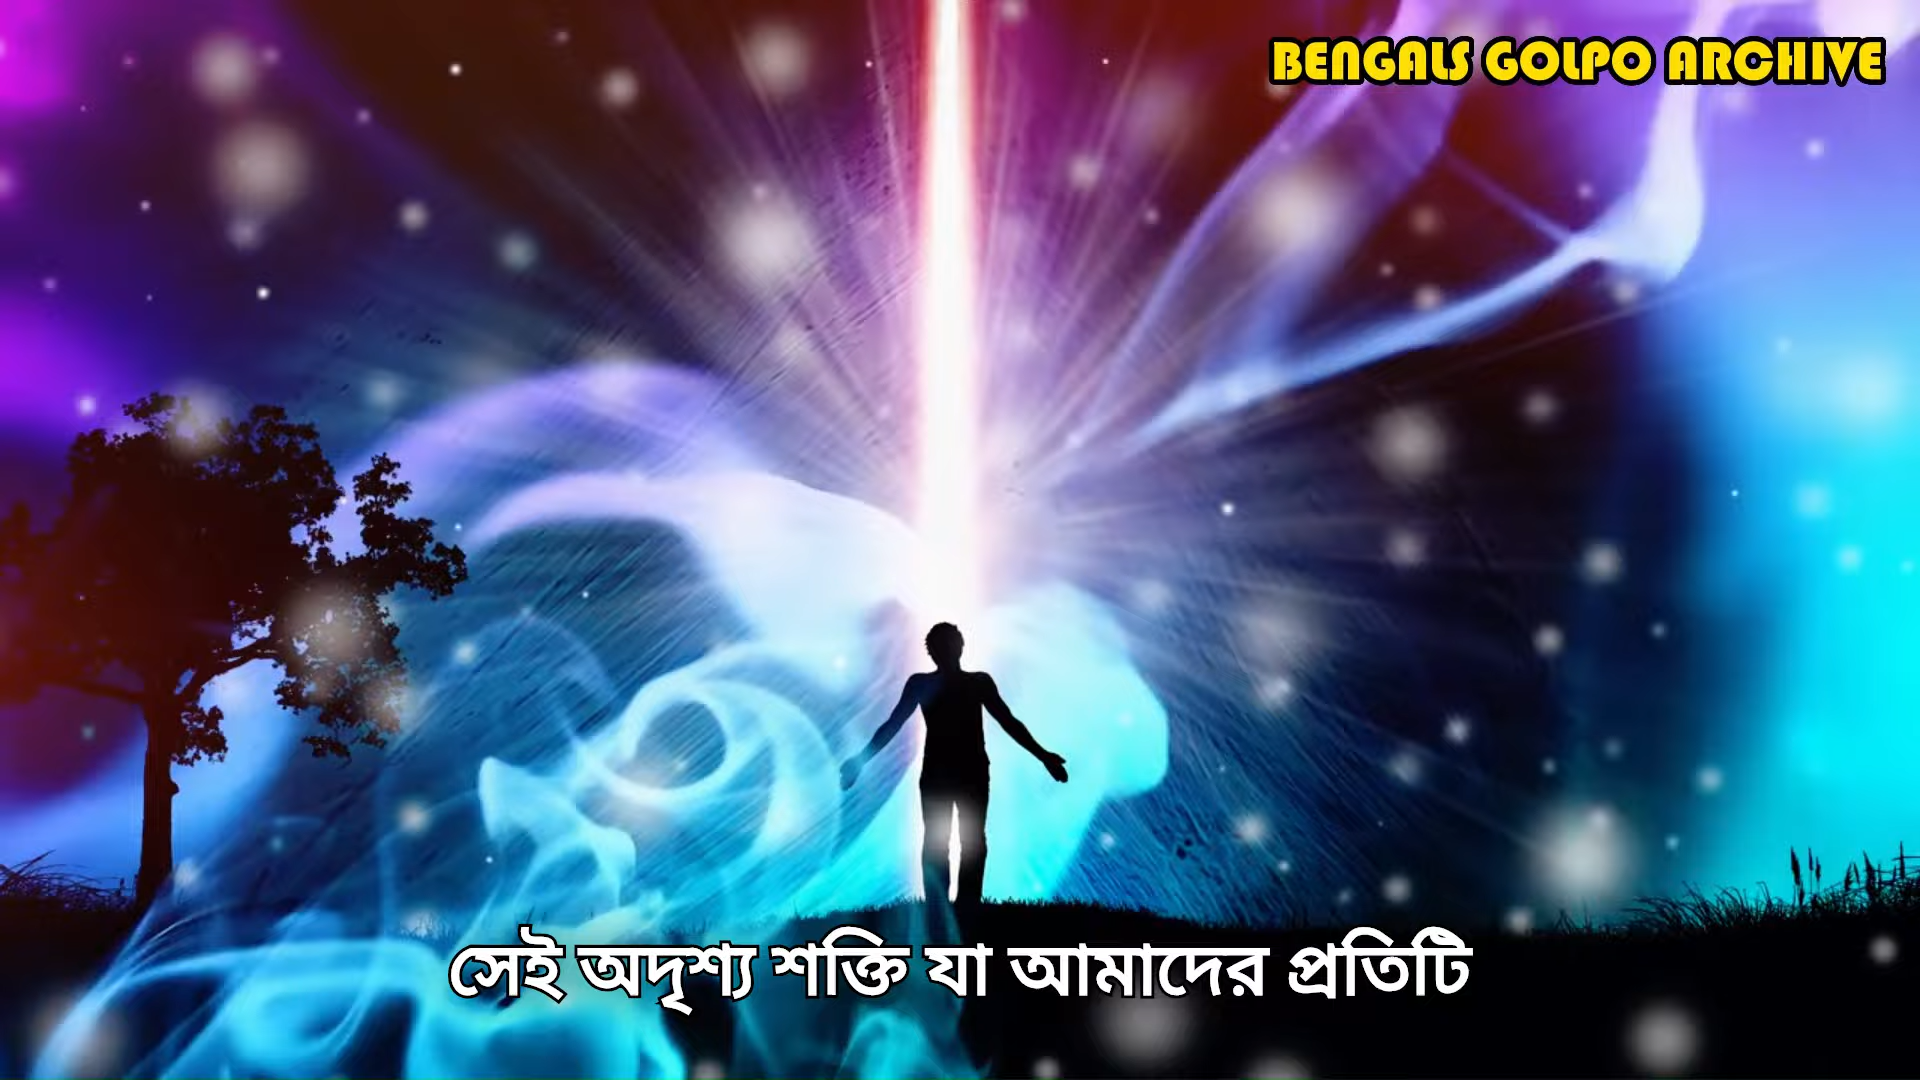 BENGALS GOLPO ARCHIVE
সেই অদৃশ্য শক্তি যা আমাদের প্রতিটি